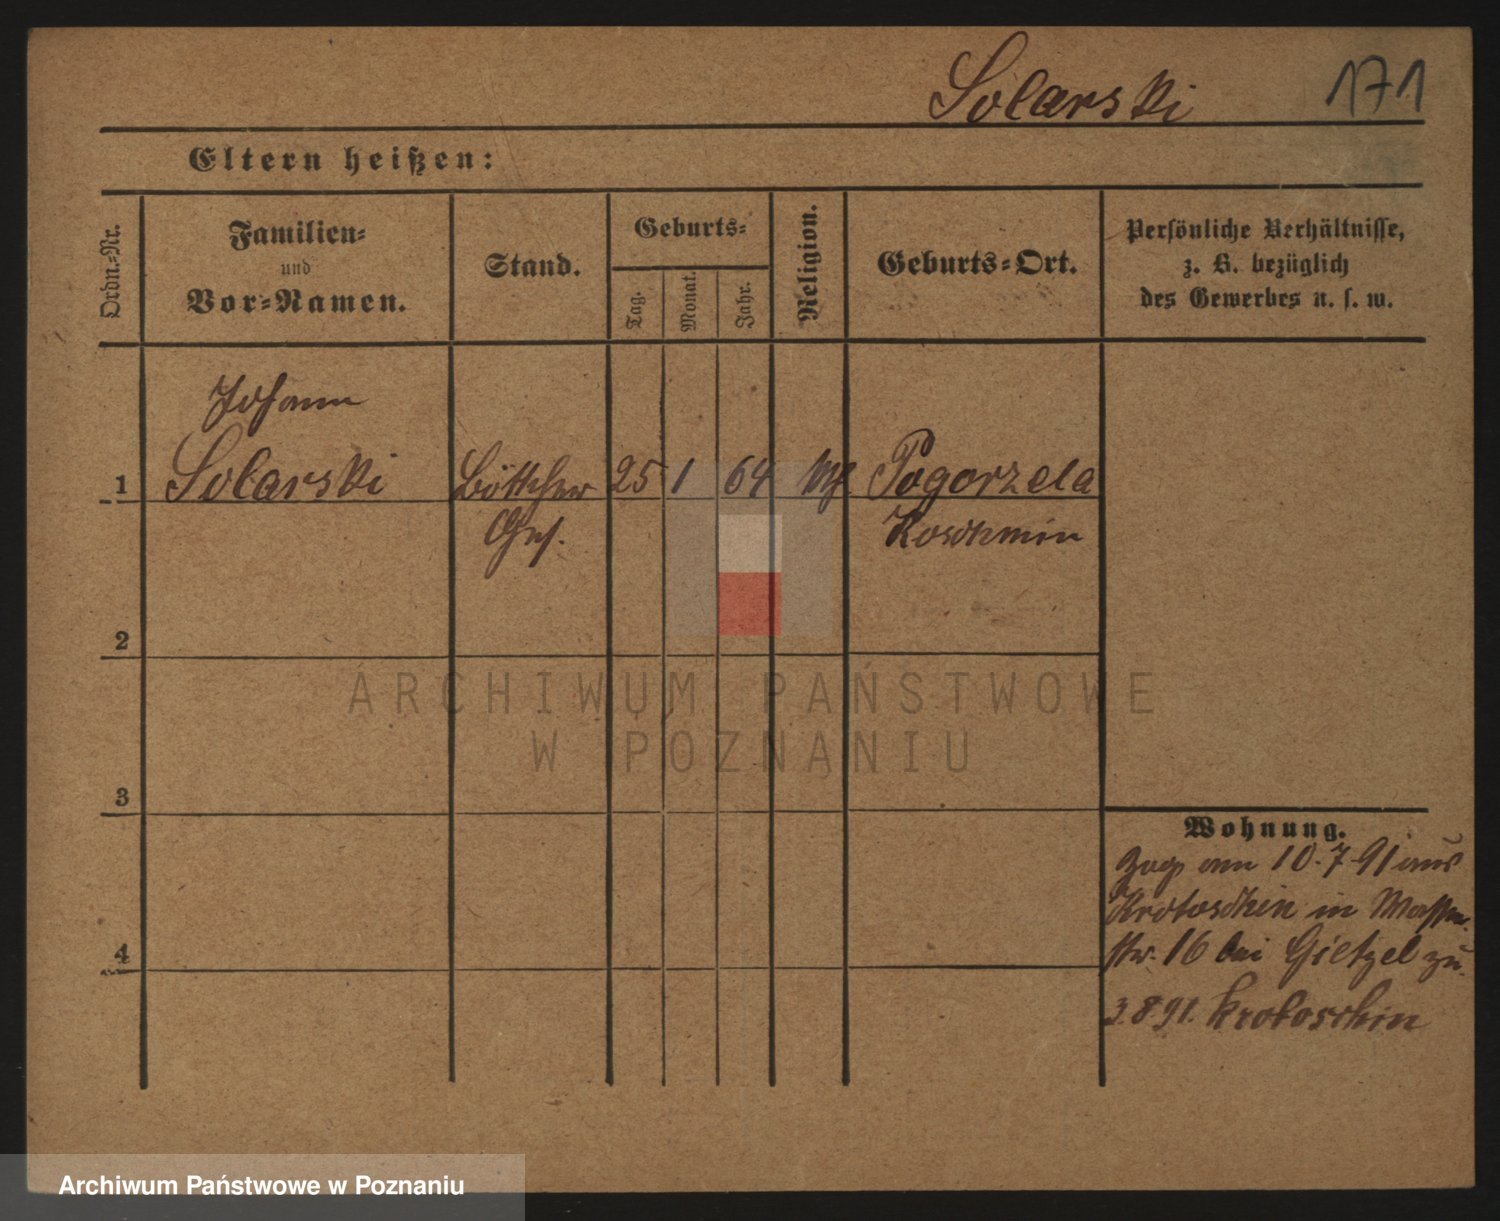 Solarski 171
Eltern heißen:
Ordn.-Nr.
Familien-
und
Vor-Namen.
Stand.
Geburts-
Tag.
Monat.
Jahr.
Religion.
Geburts-Ort.
Persönliche Verhältnisse,
z. B. bezüglich
des Gewerbes u. s. w.
Johann
1 Solarski Böttcher 25 1 64 Pogorzela
Ges. Koschmin
2
3
4
Wohnung.
Zog am 10-7-91 aus
Krotoschin in Wasser
str. 16 bei Gietzel zu.
3.8.91. Krotoschin
ARCHIWUM PAŃSTWOWE
W POZNANIU
Archiwum Państwowe w Poznaniu